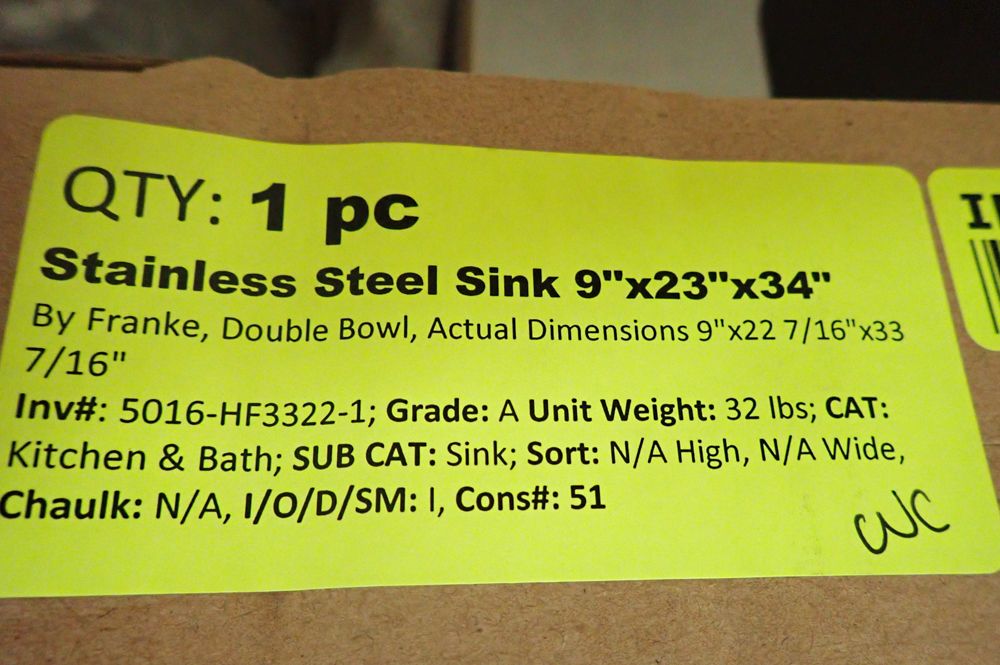 QTY: 1 pc
Stainless Steel Sink 9"x23"x34"
By Franke, Double Bowl, Actual Dimensions 9"x22 7/16"x33
7/16"
Inv#: 5016-HF3322-1; Grade: A Unit Weight: 32 lbs; CAT:
Kitchen & Bath; SUB CAT: Sink; Sort: N/A High, N/A Wide,
Chaulk: N/A, I/O/D/SM: I, Cons#: 51